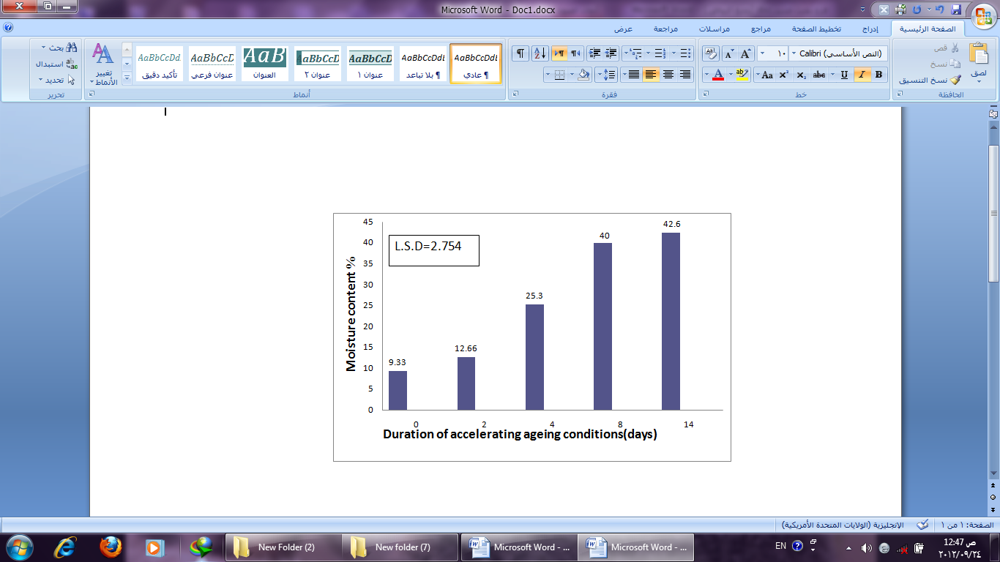 Microsoft Word - Doc1.docx
الصفحة الرئيسية إدراج تخطيط الصفحة مراجع مراسلات مراجعة عرض
لصق
قص
نسخ
نسخ التنسيق
الحافظة
Calibri (النص الأساسي) ١٠
خط
فقرة
AaBbCcDdI ¶ عادي
AaBbCcDdI ¶ بلا تباعد
AaBbCcD عنوان ١
AaBbCcD عنوان ٢
AaB العنوان
AaBbCcD عنوان فرعي
AaBbCcDd تأكيد دقيق
تغيير الأنماط
أنماط
بحث
استبدال
تحديد
تحرير
L.S.D=2.754
Moisture content %
45
40
35
30
25
20
15
10
5
0
9.33
12.66
25.3
40
42.6
0 2 4 8 14
Duration of accelerating ageing conditions(days)
الصفحة: ١ من ١ الإنجليزية (الولايات المتحدة الأمريكية)
New Folder (2)
New folder (7)
Microsoft Word - ...
Microsoft Word - ...
EN
12:47 ص
٢٠١٢/٠٩/٢٤